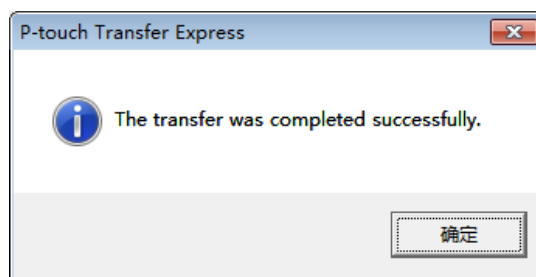 P-touch Transfer Express
The transfer was completed successfully.
确定